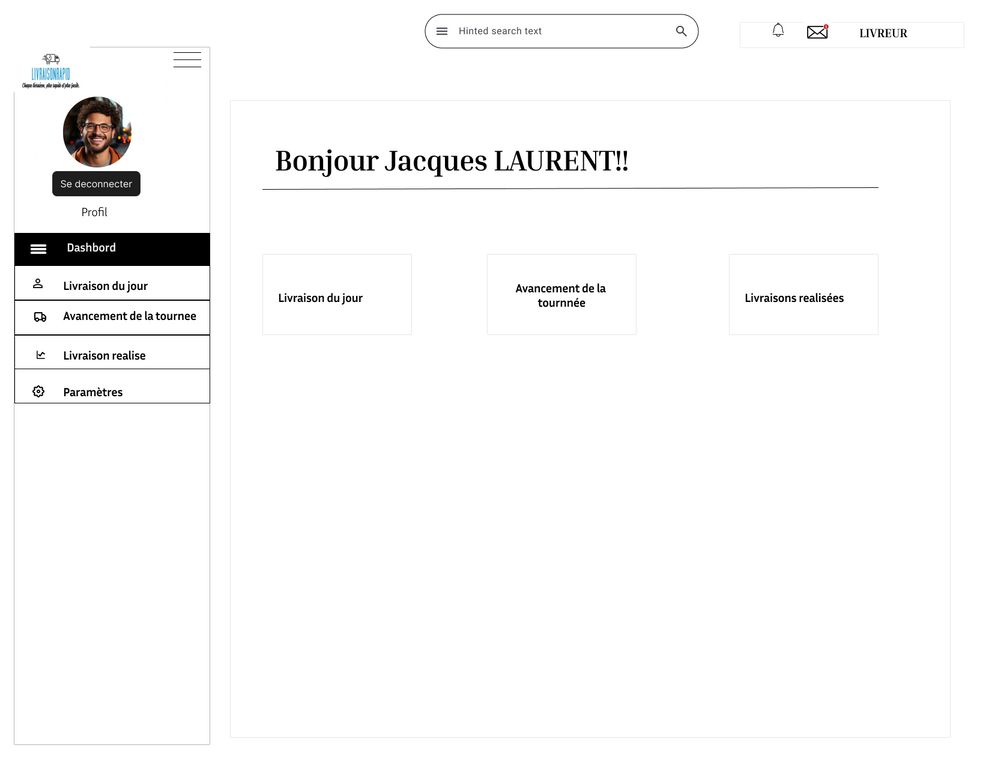 Hinted search text
LIVREUR
LIVRAISONRAPID
Chaque livraison, plus rapide et plus facile.
Se deconnecter
Profil
Dashbord
Livraison du jour
Avancement de la tournee
Livraison realise
Paramètres
Bonjour Jacques LAURENT!!
Livraison du jour
Avancement de la
tournnée
Livraisons realisées